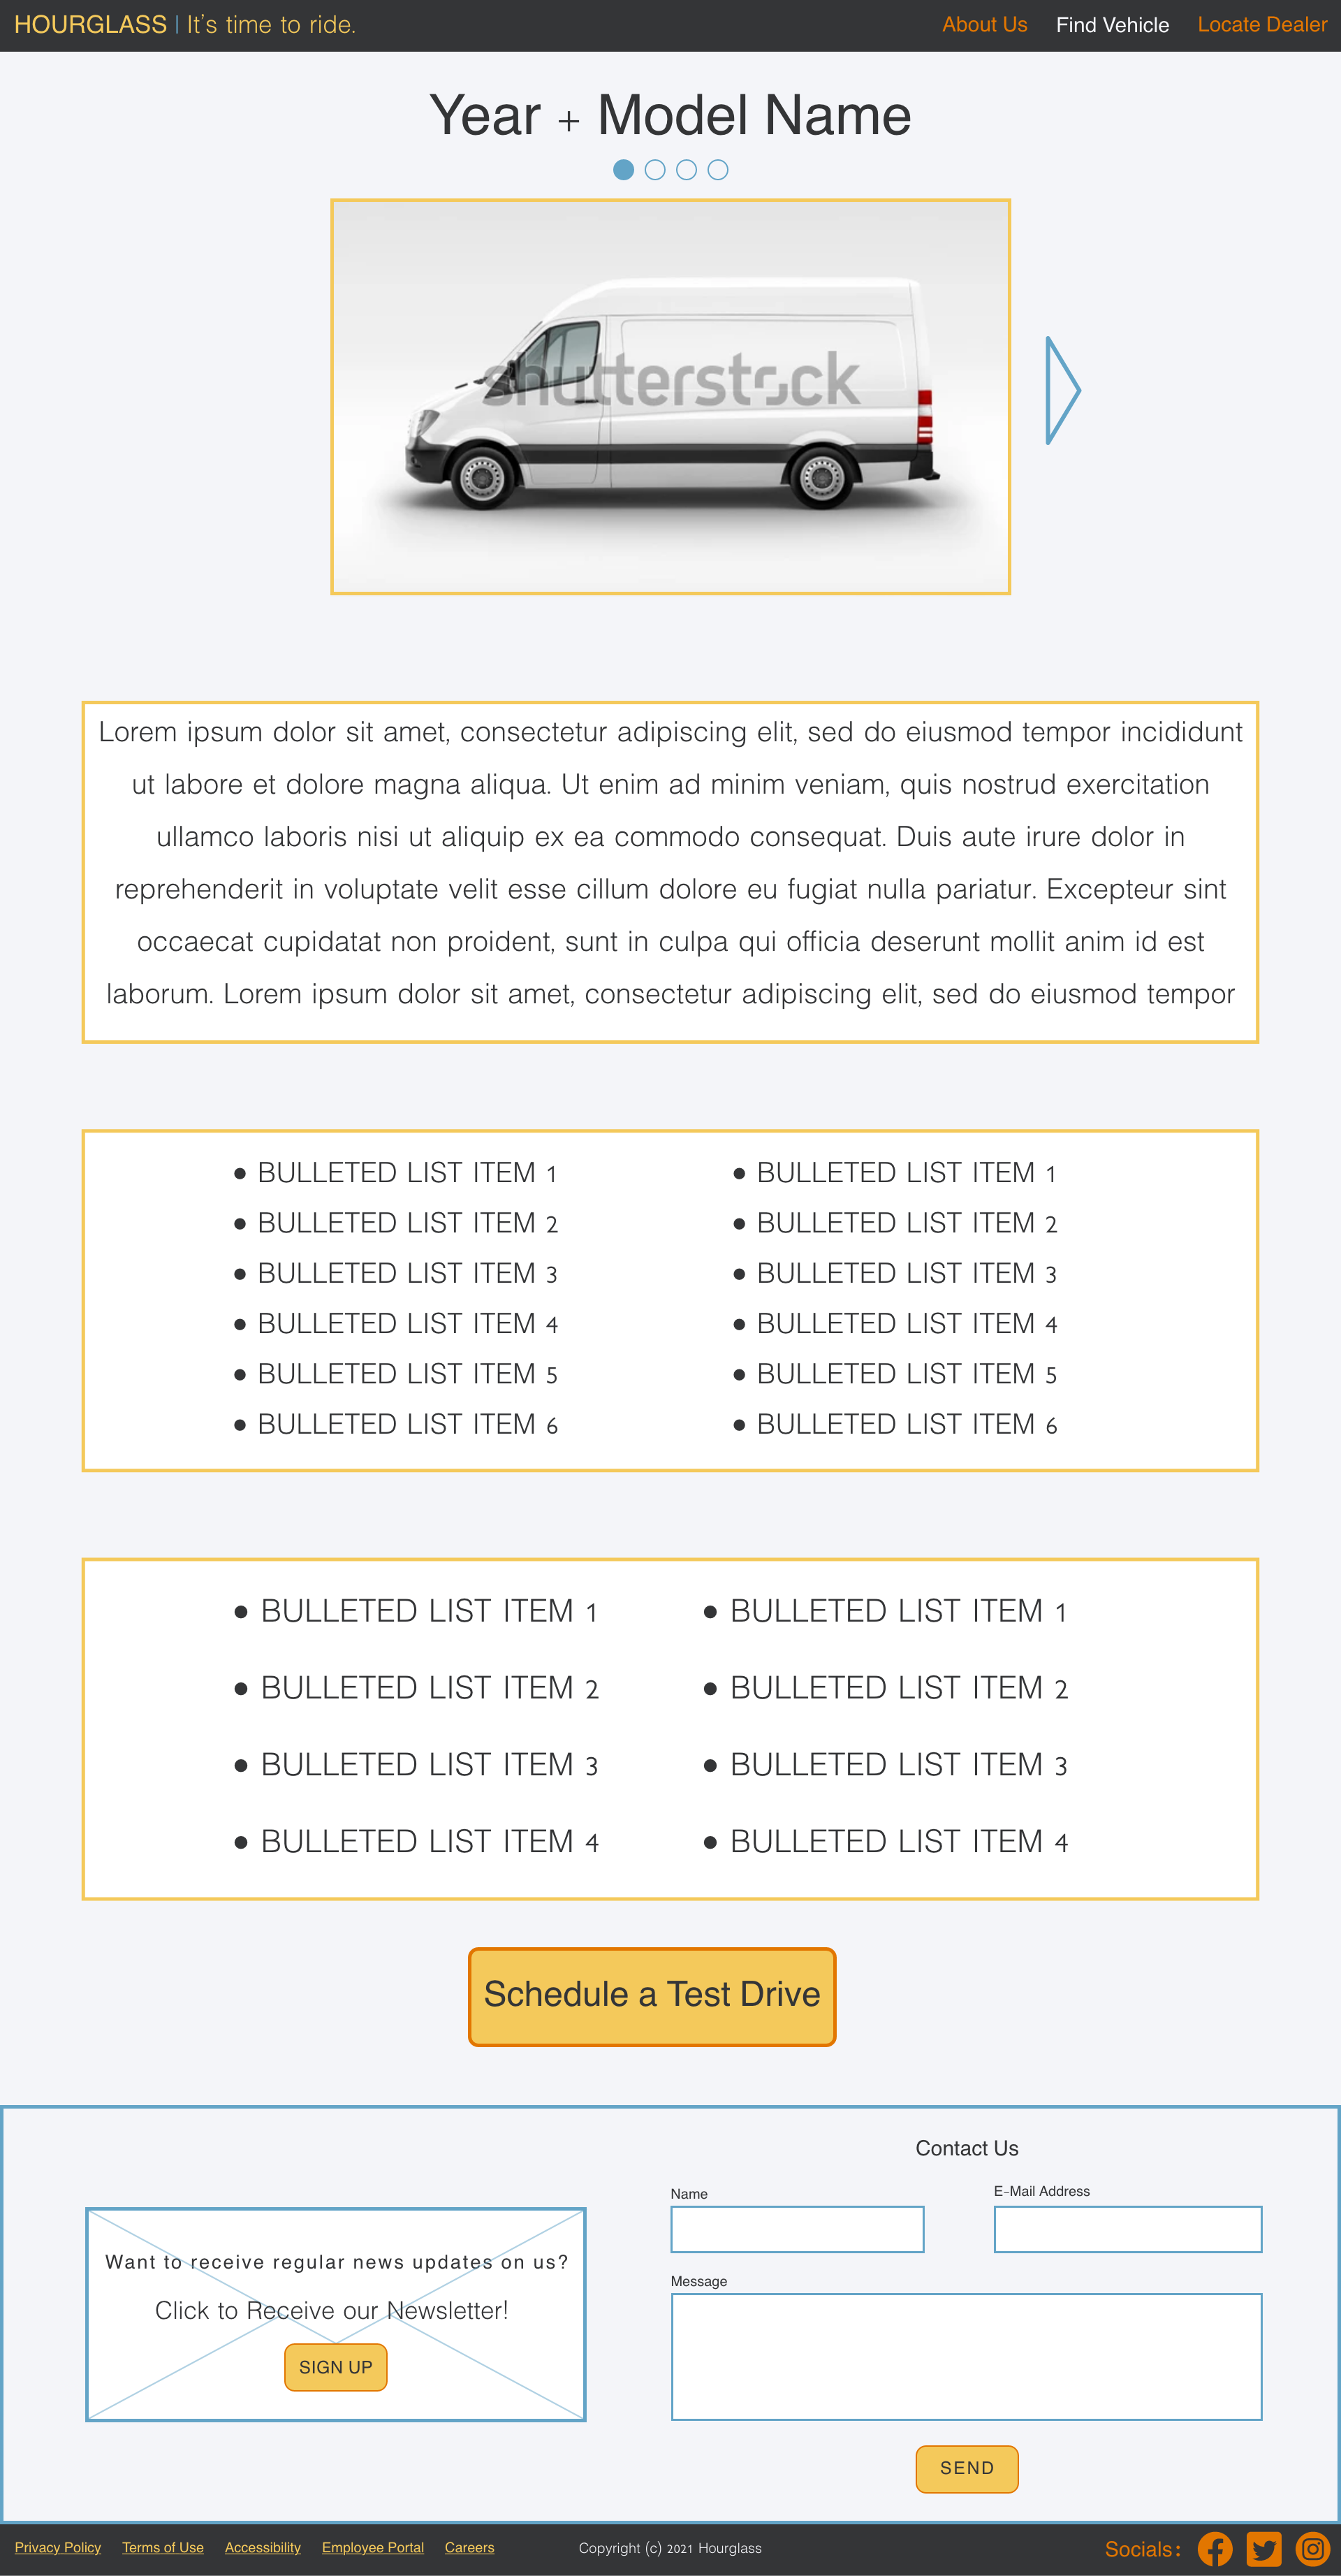 HOURGLASS | It's time to ride.
About Us Find Vehicle Locate Dealer
Year + Model Name
shutterstock
Lorem ipsum dolor sit amet, consectetur adipiscing elit, sed do eiusmod tempor incididunt
ut labore et dolore magna aliqua. Ut enim ad minim veniam, quis nostrud exercitation
ullamco laboris nisi ut aliquip ex ea commodo consequat. Duis aute irure dolor in
reprehenderit in voluptate velit esse cillum dolore eu fugiat nulla pariatur. Excepteur sint
occaecat cupidatat non proident, sunt in culpa qui officia deserunt mollit anim id est
laborum. Lorem ipsum dolor sit amet, consectetur adipiscing elit, sed do eiusmod tempor
• BULLETED LIST ITEM 1
• BULLETED LIST ITEM 2
• BULLETED LIST ITEM 3
• BULLETED LIST ITEM 4
• BULLETED LIST ITEM 5
• BULLETED LIST ITEM 6
• BULLETED LIST ITEM 1
• BULLETED LIST ITEM 2
• BULLETED LIST ITEM 3
• BULLETED LIST ITEM 4
• BULLETED LIST ITEM 5
• BULLETED LIST ITEM 6
• BULLETED LIST ITEM 1
• BULLETED LIST ITEM 2
• BULLETED LIST ITEM 3
• BULLETED LIST ITEM 4
• BULLETED LIST ITEM 1
• BULLETED LIST ITEM 2
• BULLETED LIST ITEM 3
• BULLETED LIST ITEM 4
Schedule a Test Drive
Want to receive regular news updates on us?
Click to Receive our Newsletter!
SIGN UP
Contact Us
Name
E-Mail Address
Message
SEND
Privacy Policy Terms of Use Accessibility Employee Portal Careers
Copyright (c) 2021 Hourglass
Socials: